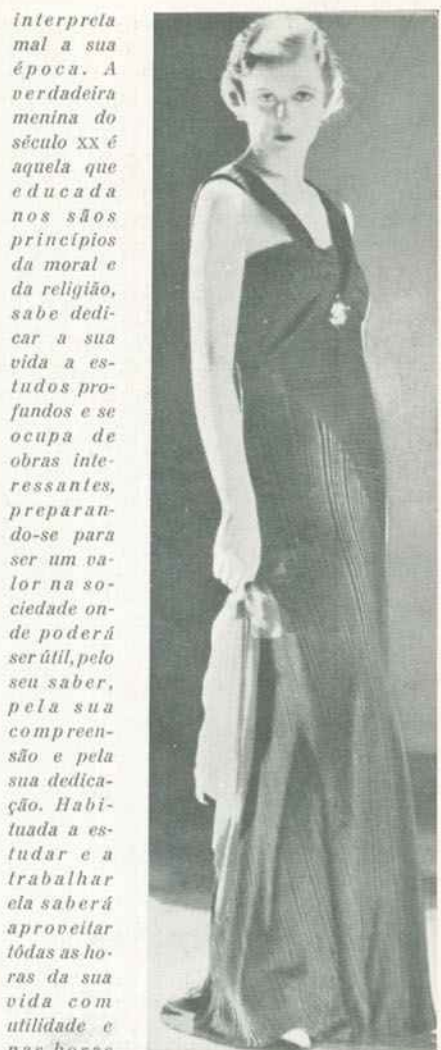 interpreta
mal a sua
época. A
verdadeira
menina do
século XX é
aquela que
educada
nos sãos
princípios
da moral e
da religião,
sabe dedi-
car a sua
vida a es-
tudos pro-
fundos e se
ocupa de
obras inte-
ressantes,
preparan-
do-se para
ser um va-
lor na so-
ciedade on-
de poderá
ser útil, pelo
seu saber,
pela sua
compreen-
são e pela
sua dedica-
ção. Habi-
tuada a es-
tudar e a
trabalhar
ela saberá
aproveitar
tôdas as ho-
ras da sua
vida com
utilidade e
nas horas